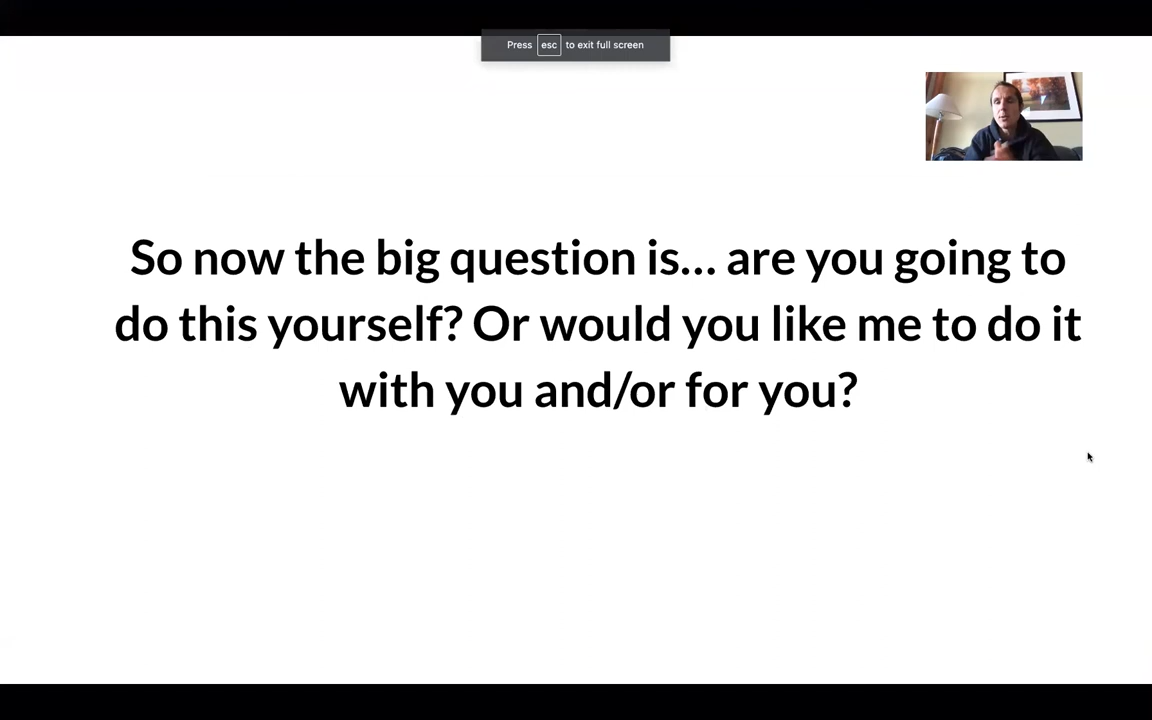 Press esc to exit full screen
So now the big question is... are you going to
do this yourself? Or would you like me to do it
with you and/or for you?